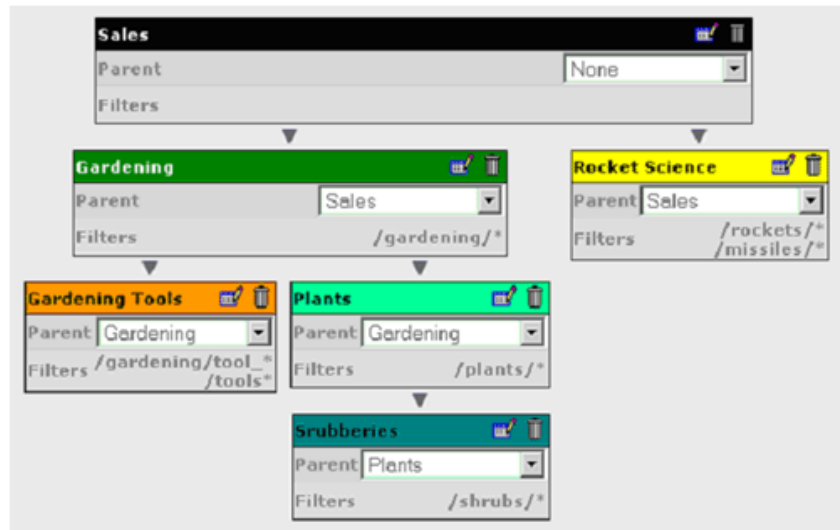 Sales
Parent None
Filters
Gardening
Parent Sales
Filters /gardening/*
Rocket Science
Parent Sales
Filters /rockets/*
/missiles/*
Gardening Tools
Parent Gardening
Filters /gardening/tool_*
/tools*
Plants
Parent Gardening
Filters /plants/*
Srubberies
Parent Plants
Filters /shrubs/*